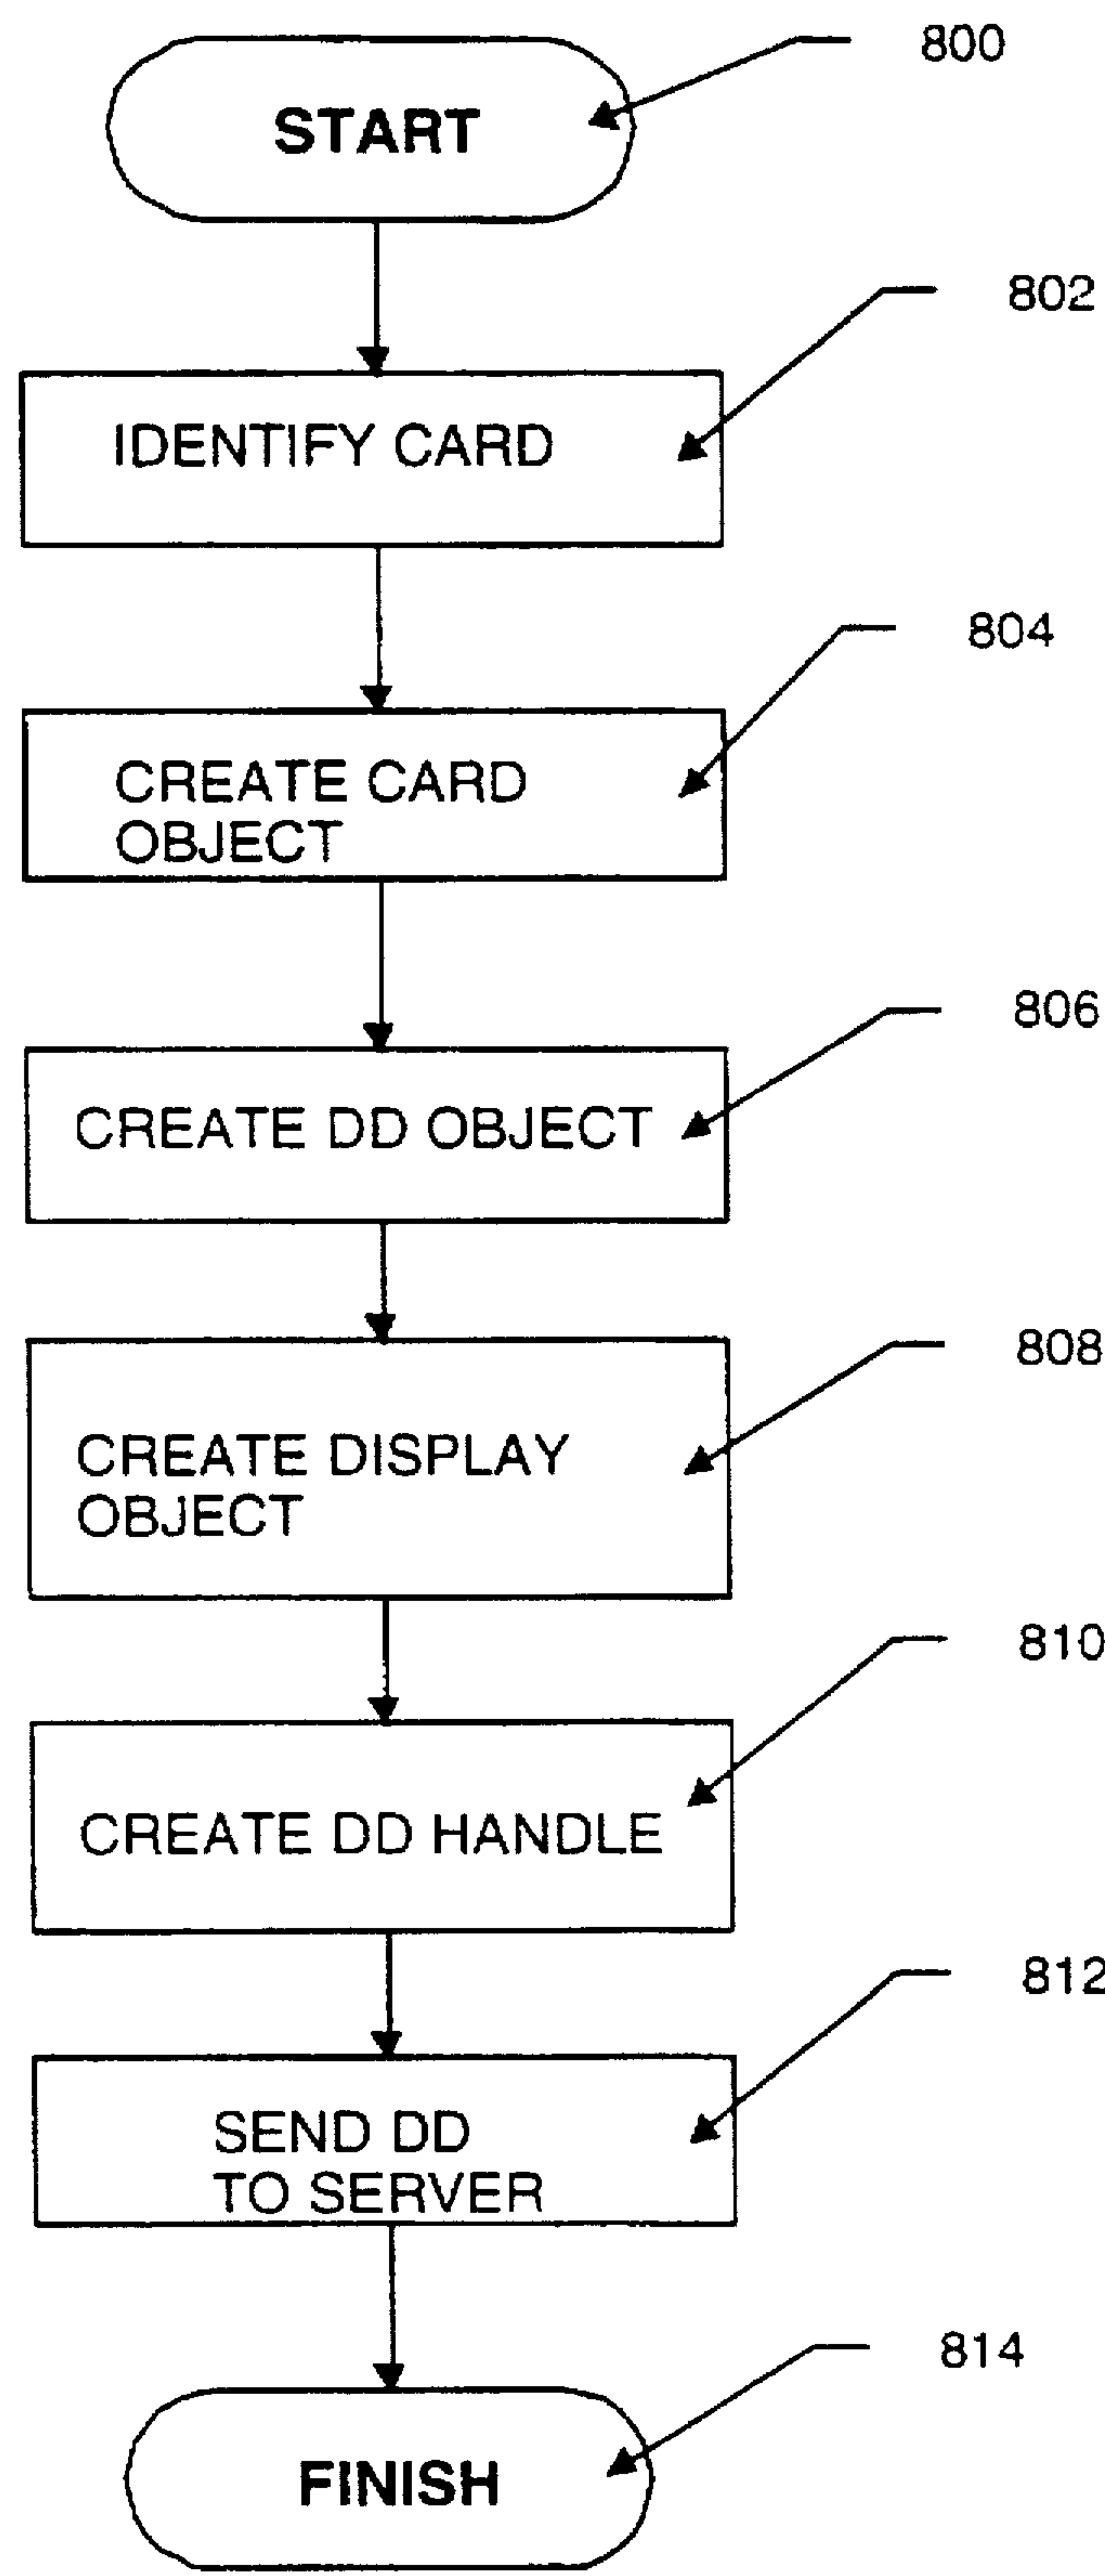 800
START
802
IDENTIFY CARD
804
CREATE CARD
OBJECT
806
CREATE DD OBJECT
808
CREATE DISPLAY
OBJECT
810
CREATE DD HANDLE
812
SEND DD
TO SERVER
814
FINISH